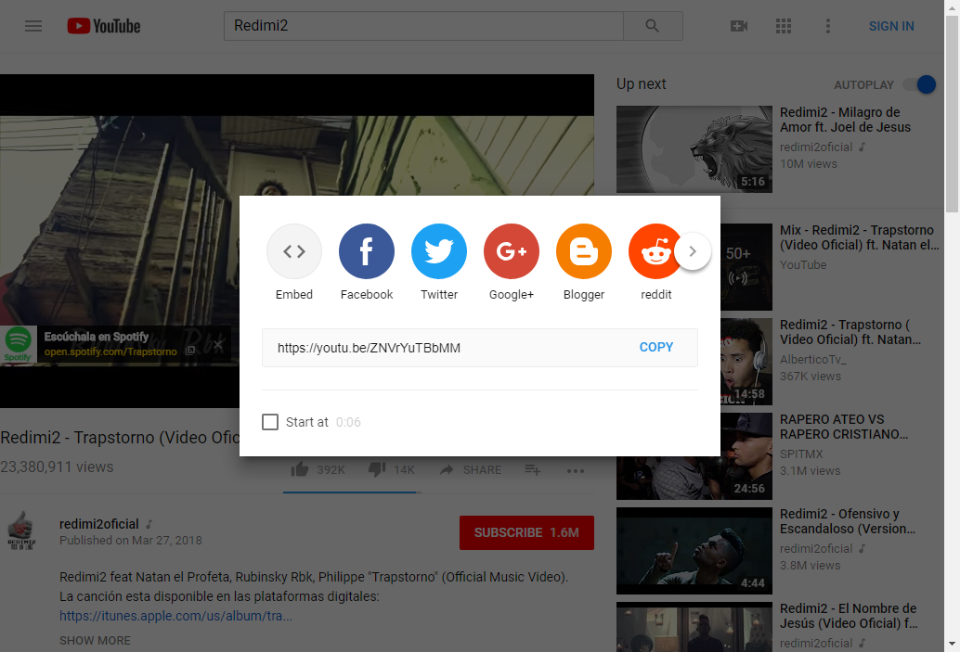 YouTube
Redimi2
SIGN IN
Up next
AUTOPLAY
Redimi2 - Milagro de
Amor ft. Joel de Jesus
redimi2oficial
10M views
5:16
Mix - Redimi2 - Trapstorno
(Video Oficial) ft. Natan el...
YouTube
50+
Redimi2 - Trapstorno (
Video Oficial) ft. Natan...
AlberticoTv_
367K views
14:58
RAPERO ATEO VS
RAPERO CRISTIANO...
SPITMX
3.1M views
24:56
Redimi2 - Ofensivo y
Escandaloso (Version...
redimi2oficial
3.8M views
4:44
Redimi2 - El Nombre de
Jesús (Video Oficial) f...
redimi2oficial
Embed
Facebook
Twitter
Google+
Blogger
reddit
https://youtu.be/ZNVrYuTBbMM
COPY
Start at 0:06
Spotify
Escúchala en Spotify
open.spotify.com/Trapstorno
Redimi2 - Trapstorno (Video Ofic
23,380,911 views
392K
14K
SHARE
redimi2oficial
Published on Mar 27, 2018
SUBSCRIBE 1.6M
Redimi2 feat Natan el Profeta, Rubinsky Rbk, Philippe "Trapstorno" (Official Music Video).
La canción esta disponible en las plataformas digitales:
https://itunes.apple.com/us/album/tra...
SHOW MORE